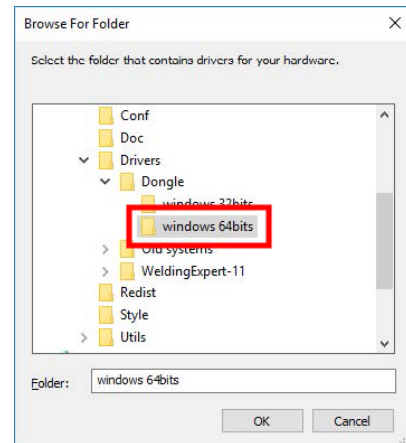 Browse For Folder
Select the folder that contains drivers for your hardware.
Conf
Doc
Drivers
Dongle
windows 32bits
windows 64bits
Old systems
WeldingExpert-11
Redist
Style
Utils
Folder: windows 64bits
OK Cancel